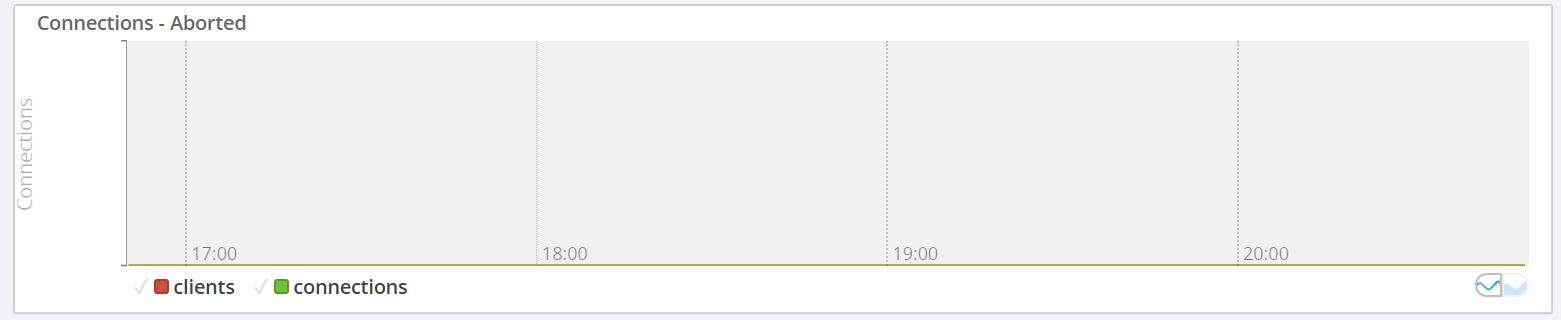 Connections - Aborted
Connections
17:00 18:00 19:00 20:00
clients connections